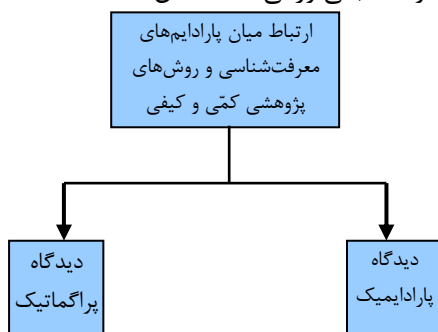 ارتباط میان پارادایم‌های
معرفت‌شناسی و روش‌های
پژوهشی کمّی و کیفی
دیدگاه
پارادایمیک
دیدگاه
پراگماتیک